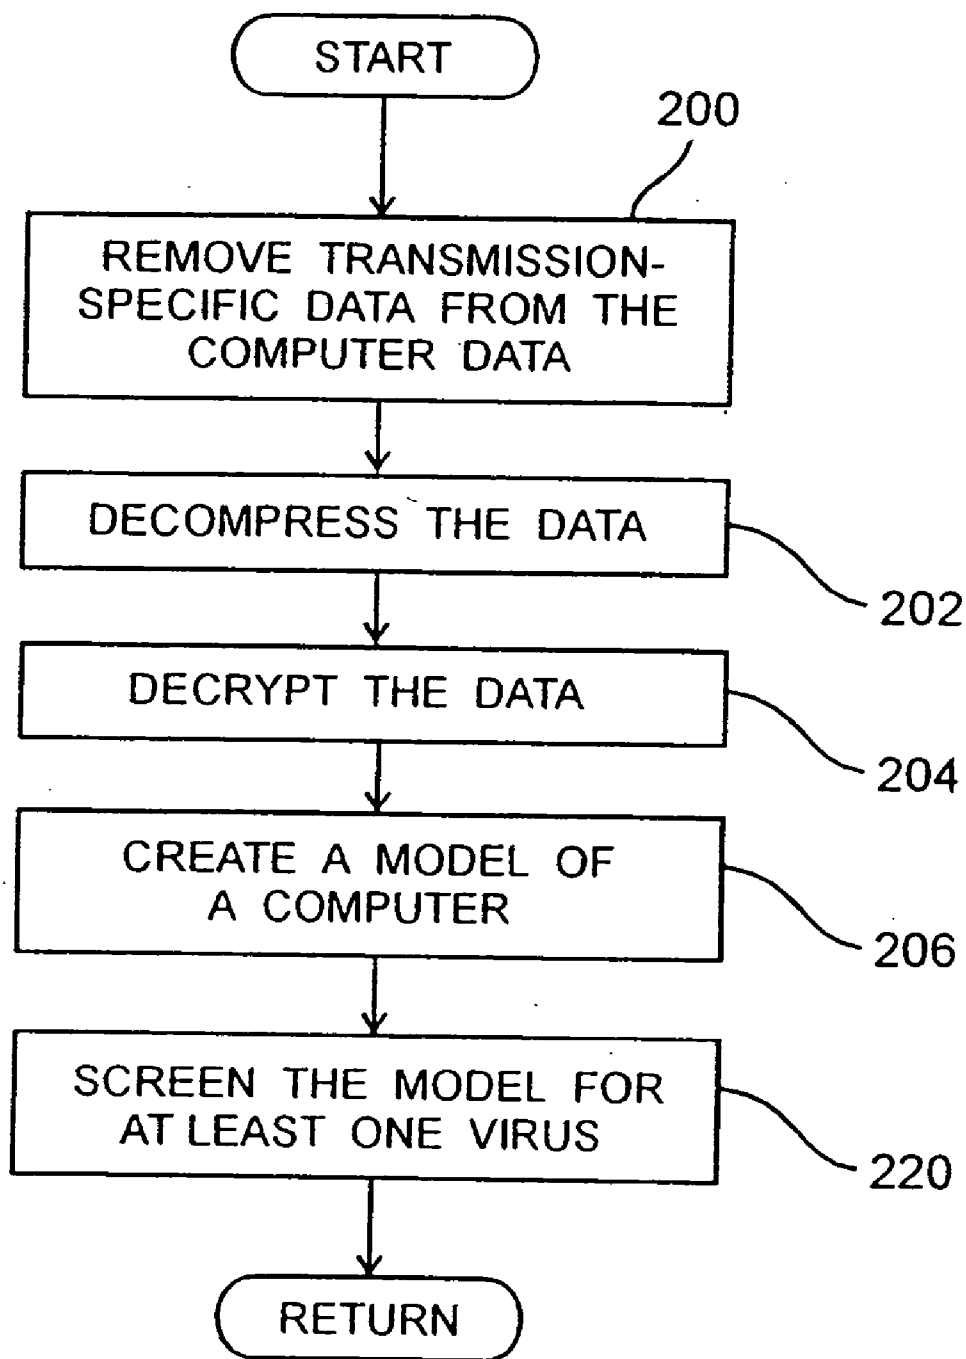 START
200
REMOVE TRANSMISSION-
SPECIFIC DATA FROM THE
COMPUTER DATA
DECOMPRESS THE DATA
202
DECRYPT THE DATA
204
CREATE A MODEL OF
A COMPUTER
206
SCREEN THE MODEL FOR
AT LEAST ONE VIRUS
220
RETURN